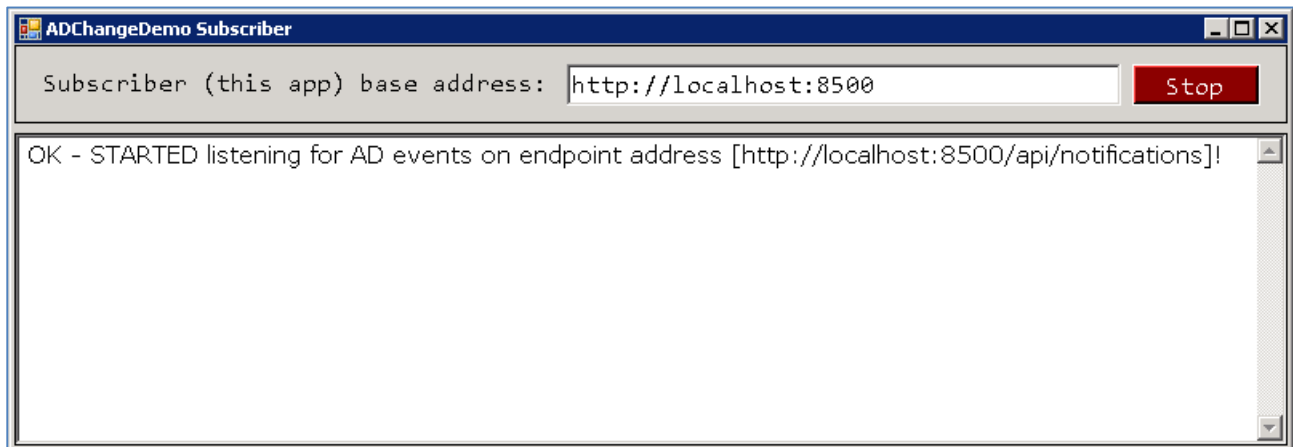 ADChangeDemo Subscriber
Subscriber (this app) base address: http://localhost:8500 Stop
OK - STARTED listening for AD events on endpoint address [http://localhost:8500/api/notifications]!